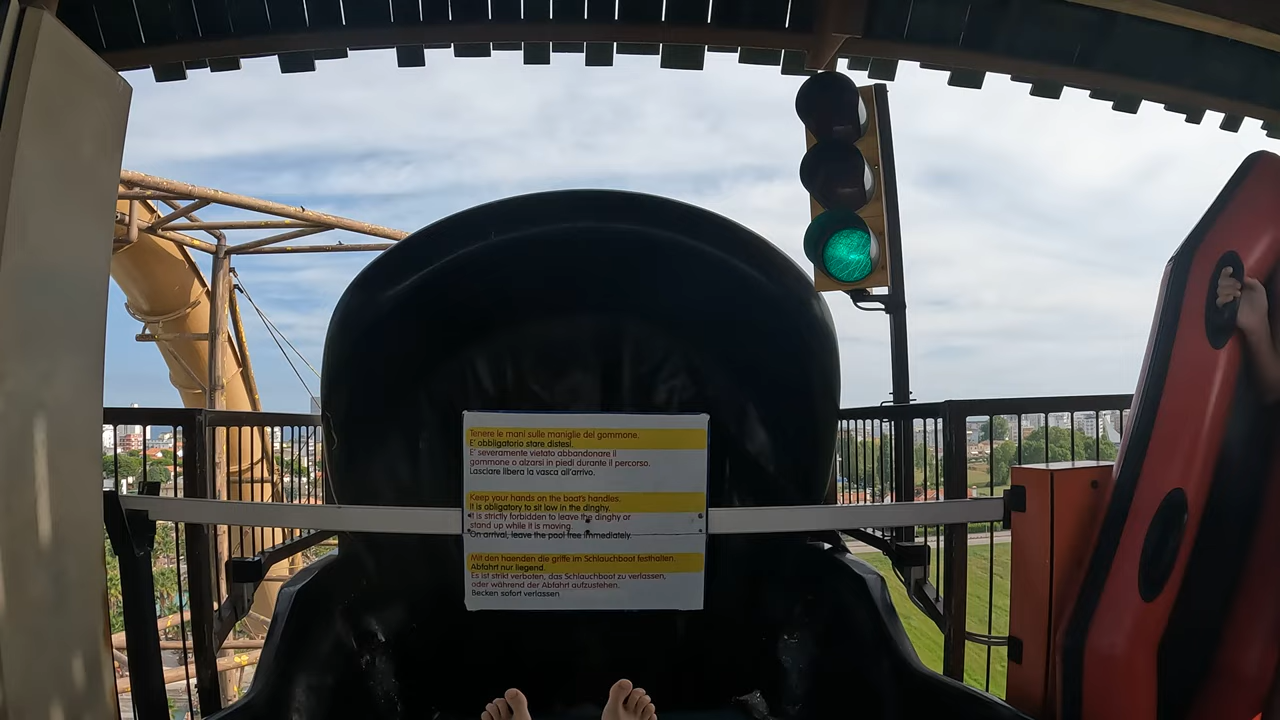 Tenere le mani sulle maniglie del gommone.
E' obbligatorio stare distesi.
E' severamente vietato abbandonare il
gommone o alzarsi in piedi durante il percorso.
Lasciare libera la vasca all'arrivo.
Keep your hands on the boat's handles.
It is obligatory to sit low in the dinghy.
It is strictly forbidden to leave the dinghy or
stand up while it is moving.
On arrival, leave the pool free immediately.
Mit den haenden die griffe im Schlauchboot festhalten.
Abfahrt nur liegend.
Es ist strikt verboten, das Schlauchboot zu verlassen,
oder während der Abfahrt aufzustehen.
Becken sofort verlassen